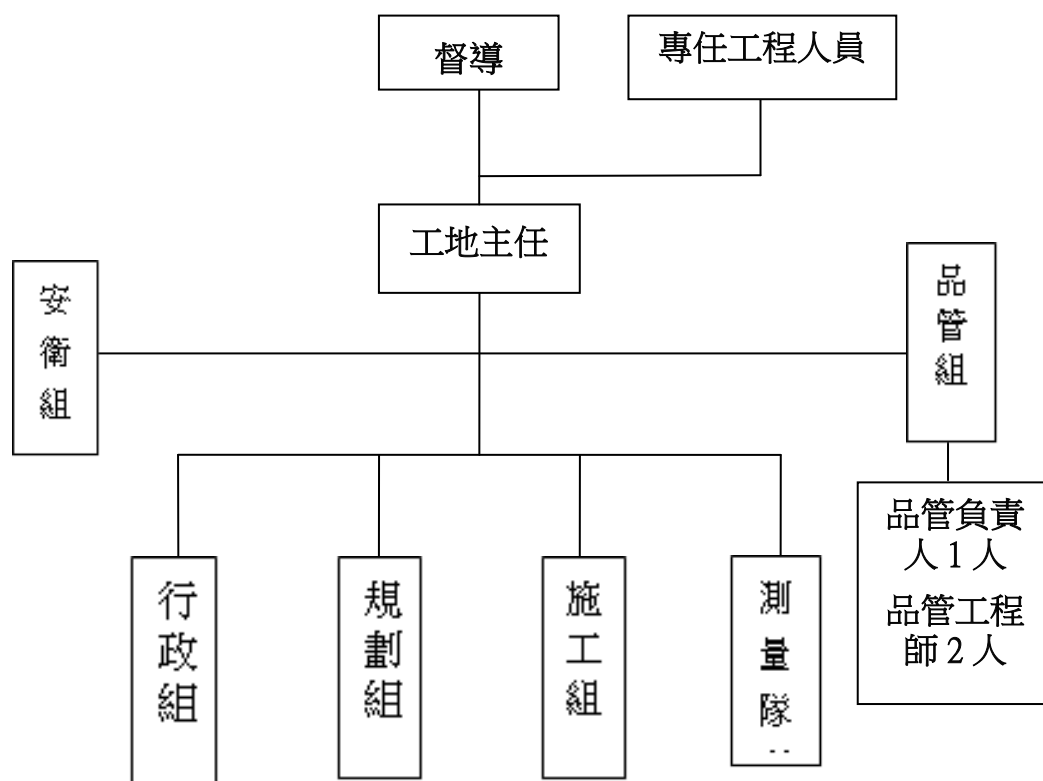 督導
專任工程人員
工地主任
安衛組
品管組
品管負責
人1人
品管工程
師2人
行政組
規劃組
施工組
測量隊..